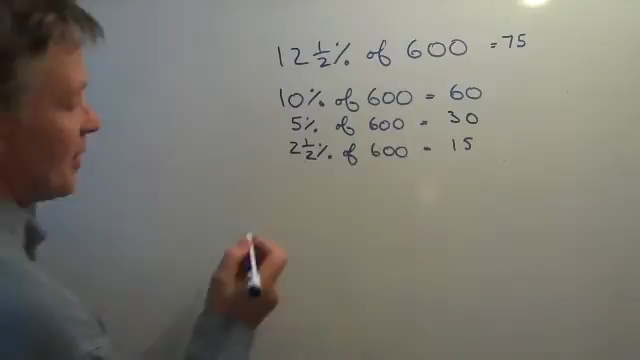 12½% of 600 = 75
10% of 600 = 60
5% of 600 = 30
2½% of 600 = 15